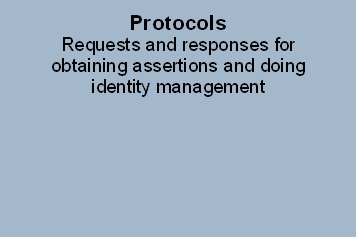 Protocols
Requests and responses for
obtaining assertions and doing
identity management